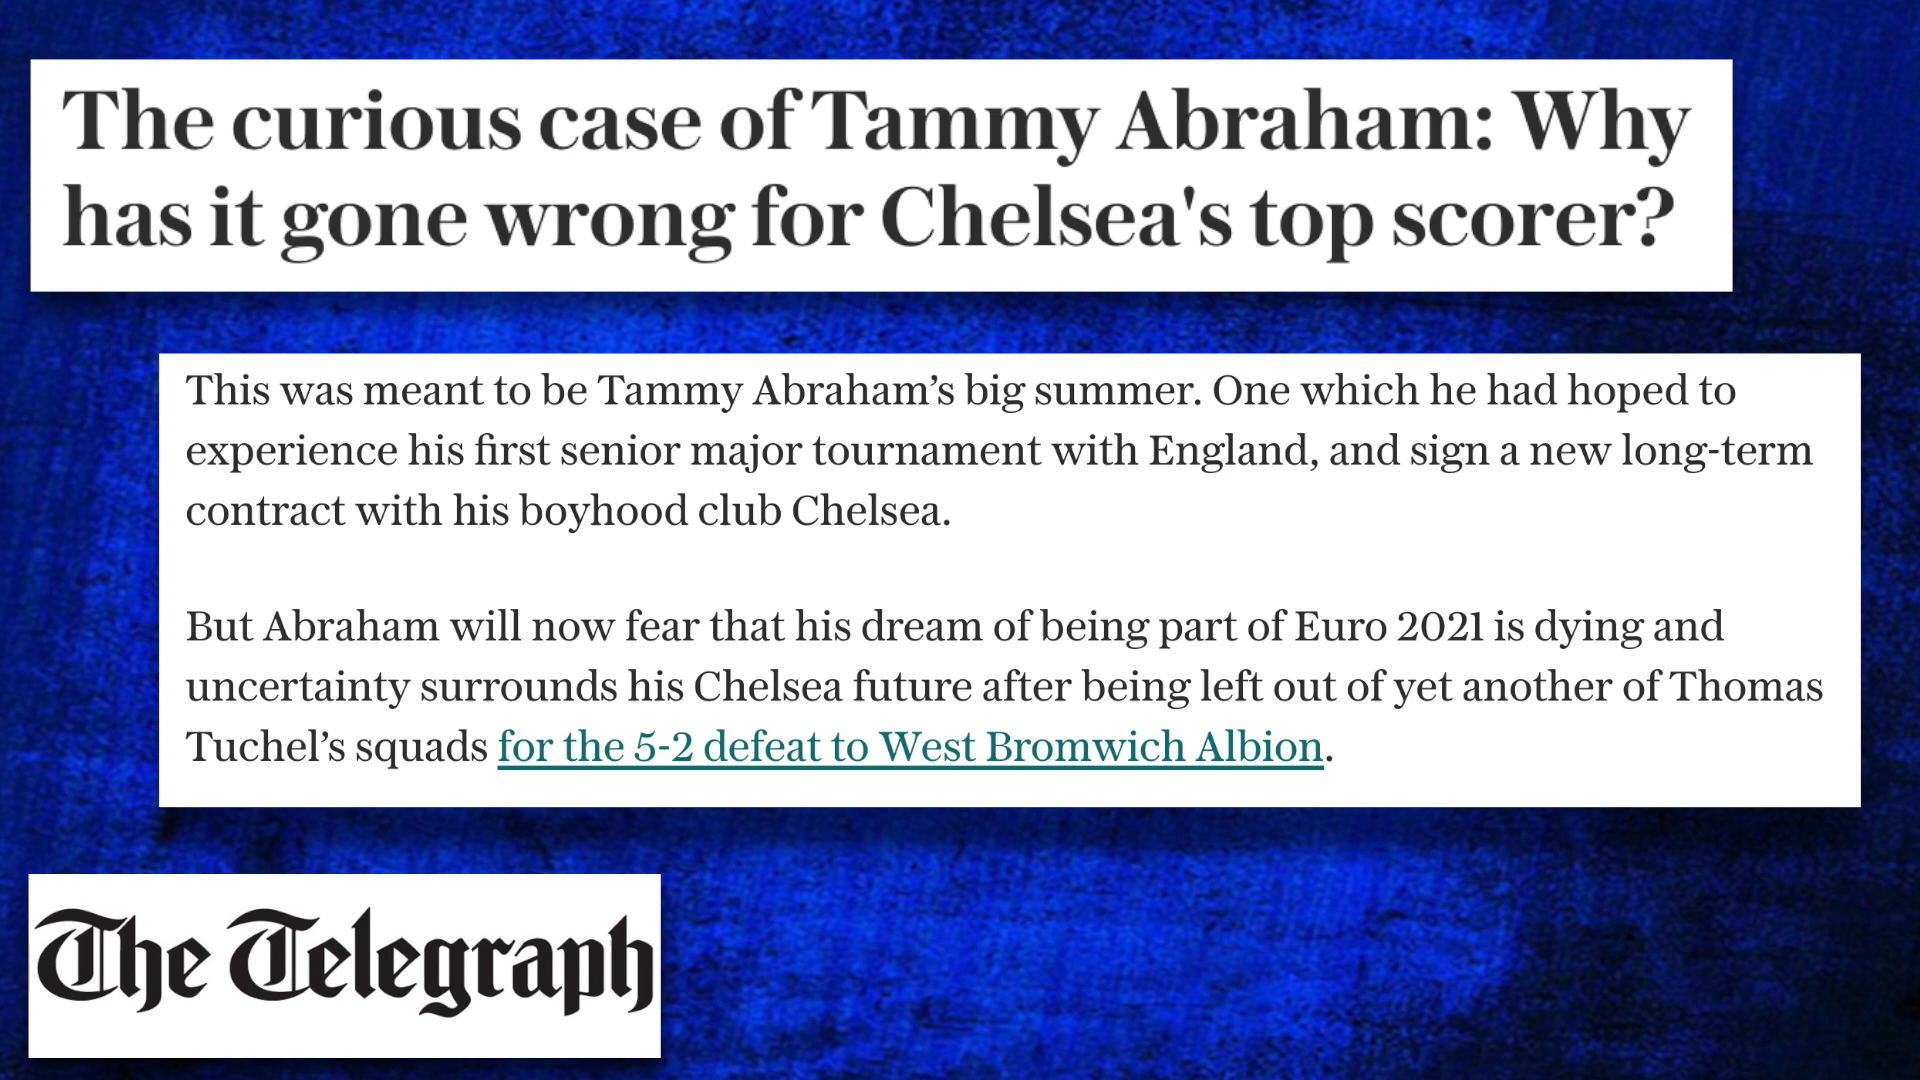 The curious case of Tammy Abraham: Why
has it gone wrong for Chelsea's top scorer?
This was meant to be Tammy Abraham’s big summer. One which he had hoped to
experience his first senior major tournament with England, and sign a new long-term
contract with his boyhood club Chelsea.
But Abraham will now fear that his dream of being part of Euro 2021 is dying and
uncertainty surrounds his Chelsea future after being left out of yet another of Thomas
Tuchel’s squads for the 5-2 defeat to West Bromwich Albion.
The Telegraph